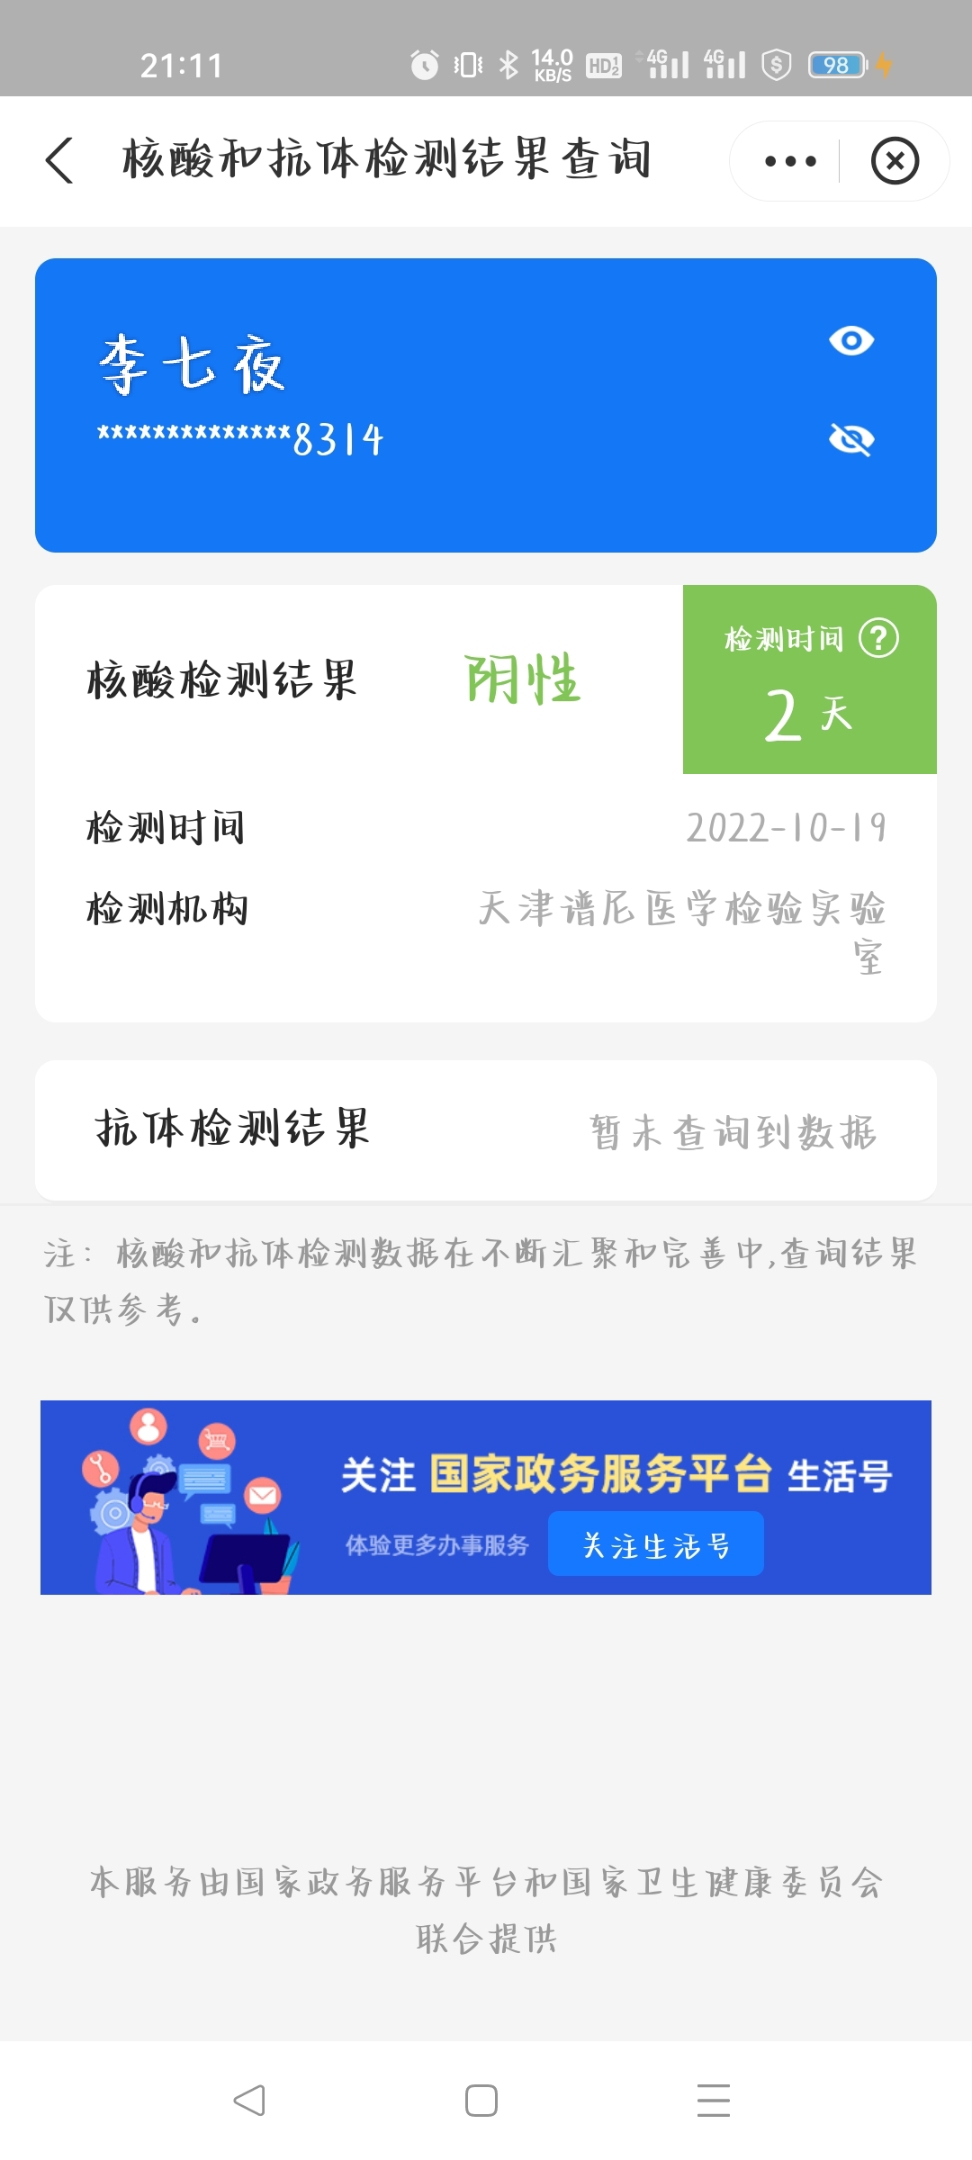 21:11 14.0 KB/S HD 1 2 4G 4G 98
核酸和抗体检测结果查询
李七夜
**************8314
检测时间 ?
核酸检测结果 阴性
2 天
检测时间 2022-10-19
检测机构 天津谱尼医学检验实验
室
抗体检测结果 暂未查询到数据
注：核酸和抗体检测数据在不断汇聚和完善中,查询结果
仅供参考.
关注 国家政务服务平台 生活号
体验更多办事服务 关注生活号
本服务由国家政务服务平台和国家卫生健康委员会
联合提供